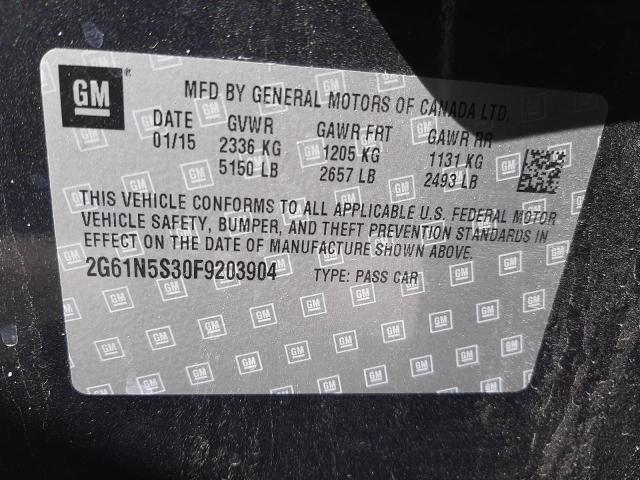 GM
MFD BY GENERAL MOTORS OF CANADA LTD.
DATE GVWR GAWR FRT GAWR RR
01/15 2336 KG 1205 KG 1131 KG
5150 LB 2657 LB 2493 LB
THIS VEHICLE CONFORMS TO ALL APPLICABLE U.S. FEDERAL MOTOR
VEHICLE SAFETY, BUMPER, AND THEFT PREVENTION STANDARDS IN
EFFECT ON THE DATE OF MANUFACTURE SHOWN ABOVE.
2G61N5S30F9203904 TYPE: PASS CAR